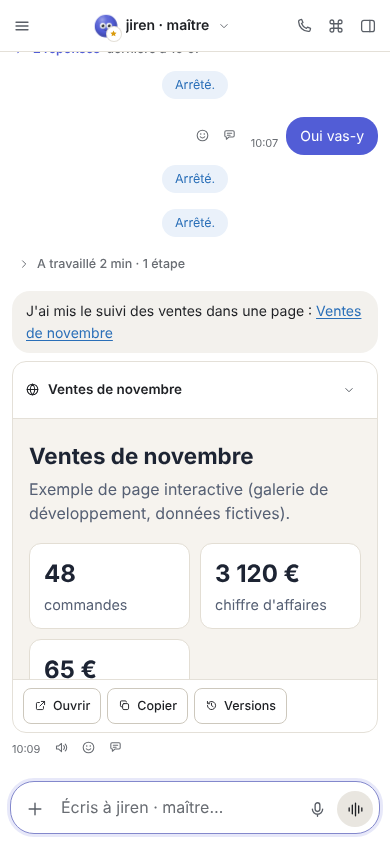 jiren · maître
Arrêté.
10:07
Oui vas-y
Arrêté.
Arrêté.
A travaillé 2 min · 1 étape
J'ai mis le suivi des ventes dans une page : Ventes
de novembre
Ventes de novembre
Ventes de novembre
Exemple de page interactive (galerie de
développement, données fictives).
48
commandes
3 120 €
chiffre d'affaires
65 €
Ouvrir
Copier
Versions
10:09
Écris à jiren · maître...